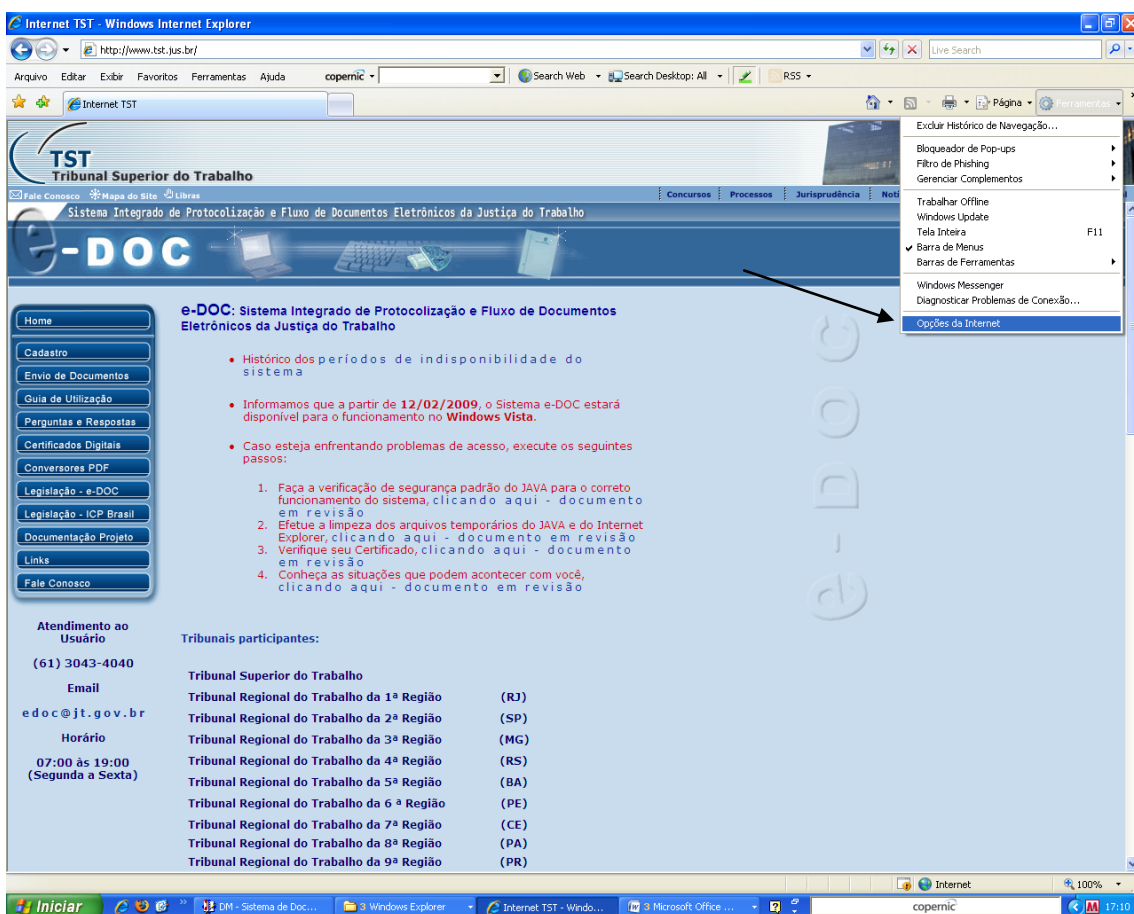 Internet TST - Windows Internet Explorer
http://www.tst.jus.br/
Live Search
Arquivo Editar Exibir Favoritos Ferramentas Ajuda
copernic
Search Web
Search Desktop: All
RSS
Internet TST
Página
Ferramentas
Excluir Histórico de Navegação...
Bloqueador de Pop-ups
Filtro de Phishing
Gerenciar Complementos
Trabalhar Offline
Windows Update
Tela Inteira F11
Barra de Menus
Barras de Ferramentas
Windows Messenger
Diagnosticar Problemas de Conexão...
Opções da Internet
TST
Tribunal Superior do Trabalho
Fale Conosco Mapa do Site Libras
Concursos Processos Jurisprudência Notí
Sistema Integrado de Protocolização e Fluxo de Documentos Eletrônicos da Justiça do Trabalho
e-DOC
Home
Cadastro
Envio de Documentos
Guia de Utilização
Perguntas e Respostas
Certificados Digitais
Conversores PDF
Legislação - e-DOC
Legislação - ICP Brasil
Documentação Projeto
Links
Fale Conosco
Atendimento ao
Usuário
(61) 3043-4040
Email
edoc@jt.gov.br
Horário
07:00 às 19:00
(Segunda a Sexta)
e-DOC: Sistema Integrado de Protocolização e Fluxo de Documentos
Eletrônicos da Justiça do Trabalho
• Histórico dos períodos de indisponibilidade do
sistema
• Informamos que a partir de 12/02/2009, o Sistema e-DOC estará
disponível para o funcionamento no Windows Vista.
• Caso esteja enfrentando problemas de acesso, execute os seguintes
passos:
1. Faça a verificação de segurança padrão do JAVA para o correto
funcionamento do sistema, clicando aqui - documento
em revisão
2. Efetue a limpeza dos arquivos temporários do JAVA e do Internet
Explorer, clicando aqui - documento em revisão
3. Verifique seu Certificado, clicando aqui - documento
em revisão
4. Conheça as situações que podem acontecer com você,
clicando aqui - documento em revisão
e-DOC
Tribunais participantes:
Tribunal Superior do Trabalho
Tribunal Regional do Trabalho da 1ª Região (RJ)
Tribunal Regional do Trabalho da 2ª Região (SP)
Tribunal Regional do Trabalho da 3ª Região (MG)
Tribunal Regional do Trabalho da 4ª Região (RS)
Tribunal Regional do Trabalho da 5ª Região (BA)
Tribunal Regional do Trabalho da 6 ª Região (PE)
Tribunal Regional do Trabalho da 7ª Região (CE)
Tribunal Regional do Trabalho da 8ª Região (PA)
Tribunal Regional do Trabalho da 9ª Região (PR)
Internet
100%
Iniciar
DM - Sistema de Doc...
3 Windows Explorer
Internet TST - Windo...
3 Microsoft Office ...
copernic
17:10